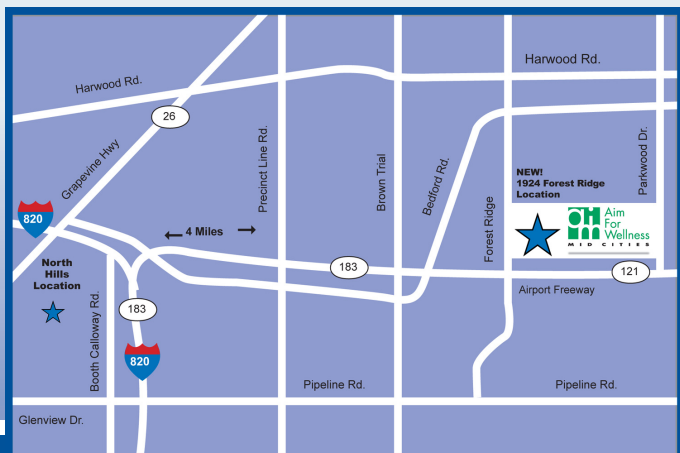 Harwood Rd.
Harwood Rd.
26
Grapevine Hwy
Precinct Line Rd.
Brown Trial
Bedford Rd.
Forest Ridge
Parkwood Dr.
NEW!
1924 Forest Ridge
Location
Aim
For
Wellness
MID CITIES
820
4 Miles
183
121
Airport Freeway
North
Hills
Location
Booth Calloway Rd.
183
820
Pipeline Rd.
Pipeline Rd.
Glenview Dr.